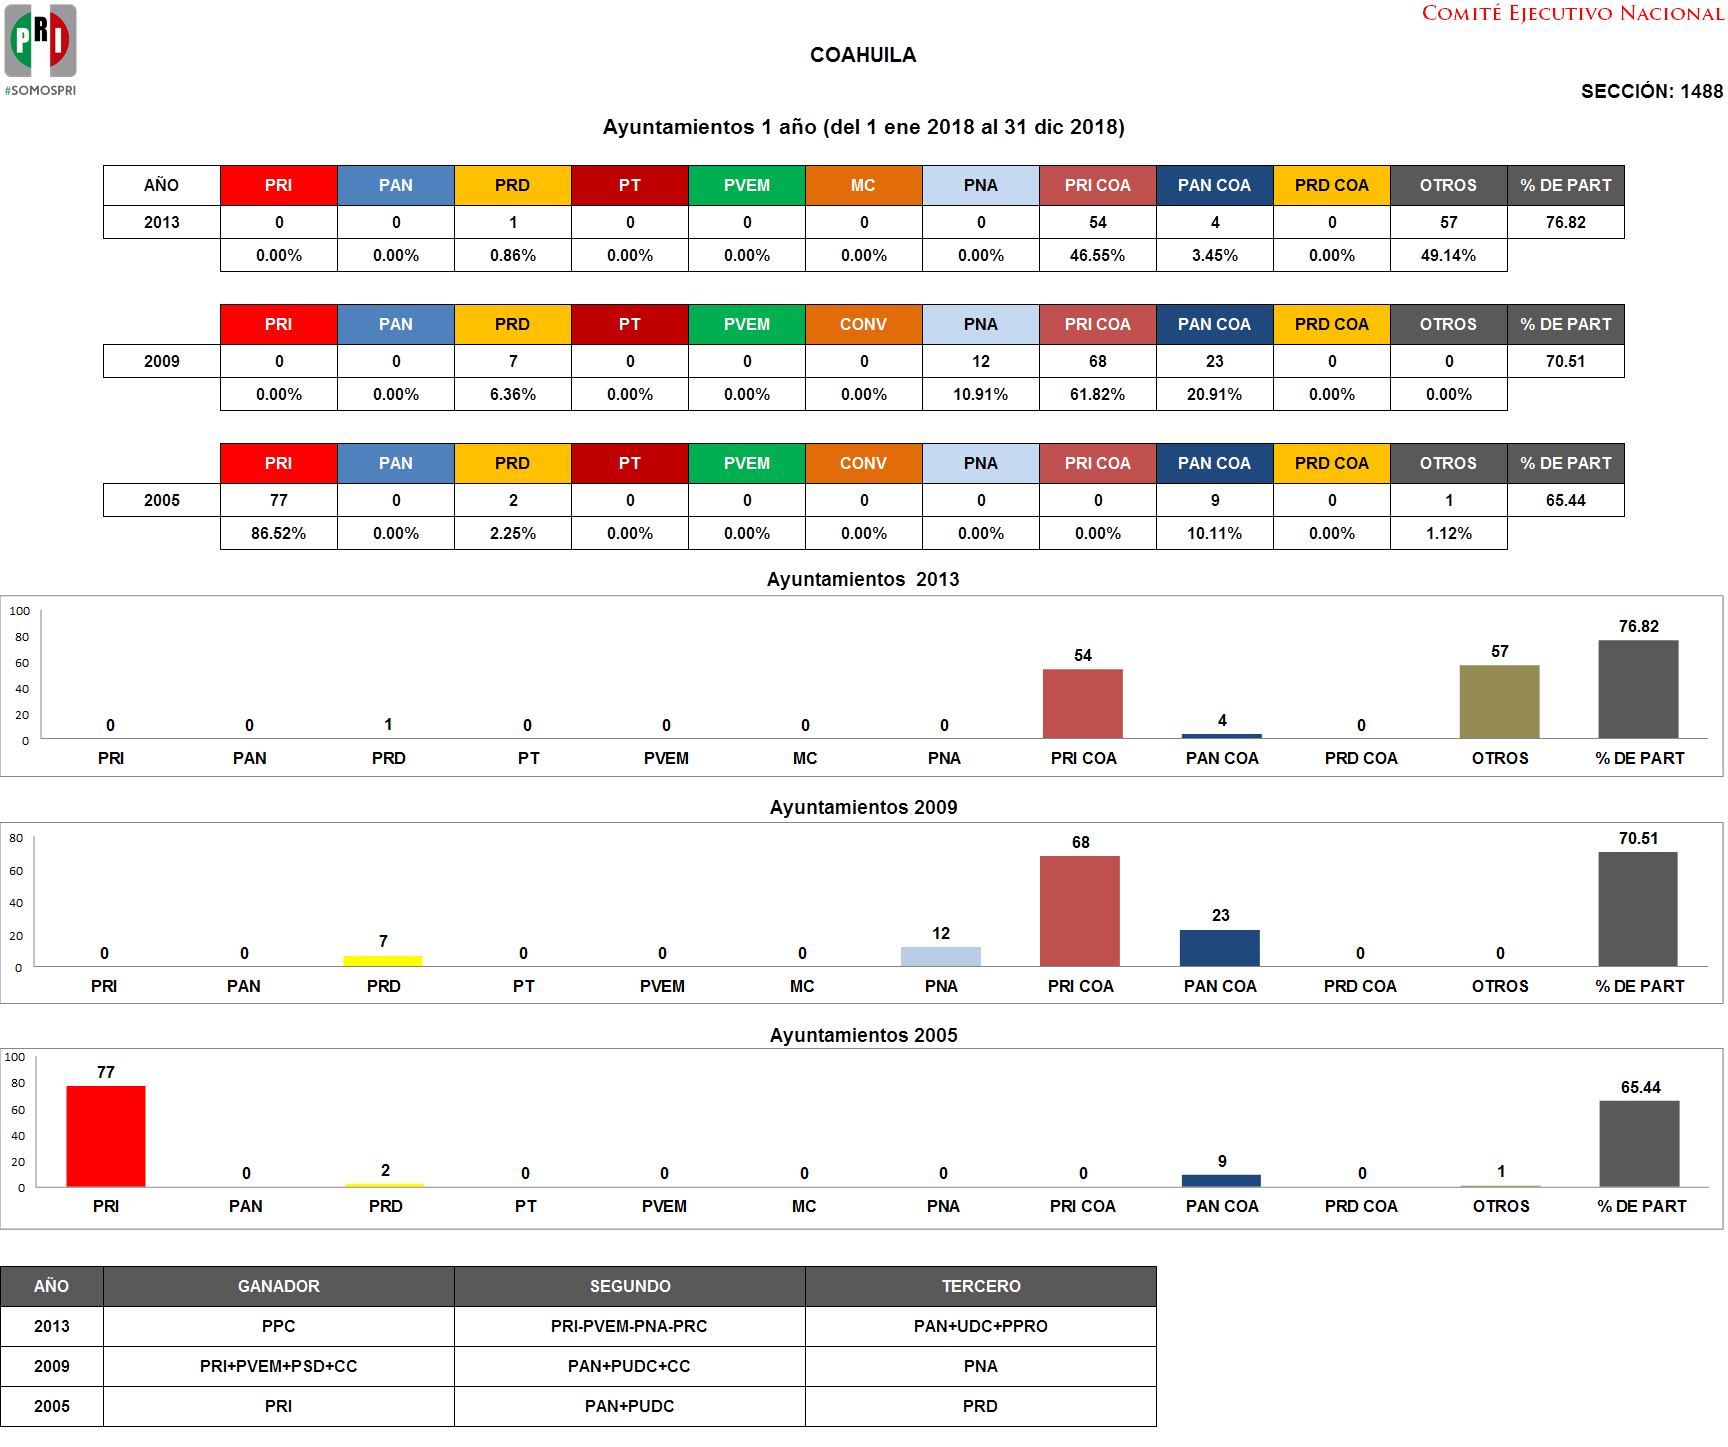 PRI
#SOMOSPRI
COMITÉ EJECUTIVO NACIONAL
COAHUILA
SECCIÓN: 1488
Ayuntamientos 1 año (del 1 ene 2018 al 31 dic 2018)
AÑO PRI PAN PRD PT PVEM MC PNA PRI COA PAN COA PRD COA OTROS % DE PART
2013 0 0 1 0 0 0 0 54 4 0 57 76.82
0.00% 0.00% 0.86% 0.00% 0.00% 0.00% 0.00% 46.55% 3.45% 0.00% 49.14%
PRI PAN PRD PT PVEM CONV PNA PRI COA PAN COA PRD COA OTROS % DE PART
2009 0 0 7 0 0 0 12 68 23 0 0 70.51
0.00% 0.00% 6.36% 0.00% 0.00% 0.00% 10.91% 61.82% 20.91% 0.00% 0.00%
PRI PAN PRD PT PVEM CONV PNA PRI COA PAN COA PRD COA OTROS % DE PART
2005 77 0 2 0 0 0 0 0 9 0 1 65.44
86.52% 0.00% 2.25% 0.00% 0.00% 0.00% 0.00% 0.00% 10.11% 0.00% 1.12%
Ayuntamientos  2013
100
80
60
40
20
0
0 0 1 0 0 0 0 54 4 0 57 76.82
PRI PAN PRD PT PVEM MC PNA PRI COA PAN COA PRD COA OTROS % DE PART
Ayuntamientos 2009
80
60
40
20
0
0 0 7 0 0 0 12 68 23 0 0 70.51
PRI PAN PRD PT PVEM MC PNA PRI COA PAN COA PRD COA OTROS % DE PART
Ayuntamientos 2005
100
80
60
40
20
0
77 0 2 0 0 0 0 0 9 0 1 65.44
PRI PAN PRD PT PVEM MC PNA PRI COA PAN COA PRD COA OTROS % DE PART
AÑO GANADOR SEGUNDO TERCERO
2013 PPC PRI-PVEM-PNA-PRC PAN+UDC+PPRO
2009 PRI+PVEM+PSD+CC PAN+PUDC+CC PNA
2005 PRI PAN+PUDC PRD